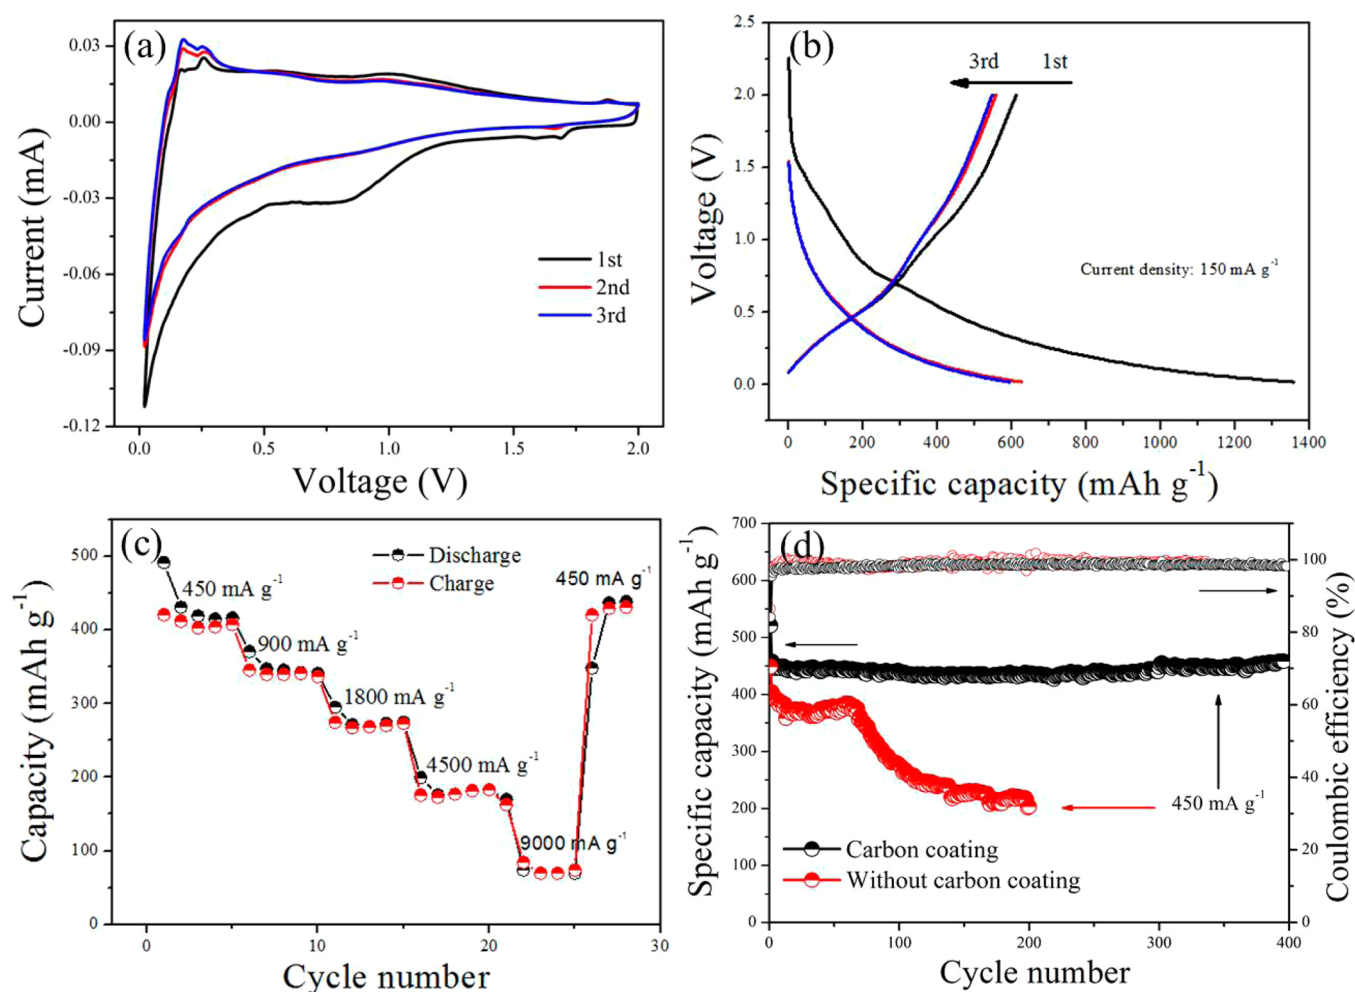 (a)
0.03
0.00
-0.03
-0.06
-0.09
-0.12
Current (mA)
1st
2nd
3rd
0.0
0.5
1.0
1.5
2.0
Voltage (V)
(b)
2.5
2.0
1.5
1.0
0.5
0.0
Voltage (V)
3rd 1st
Current density: 150 mA g⁻¹
0
200
400
600
800
1000
1200
1400
Specific capacity (mAh g⁻¹)
(c)
500
400
300
200
100
0
Capacity (mAh g⁻¹)
Discharge
Charge
450 mA g⁻¹
900 mA g⁻¹
1800 mA g⁻¹
4500 mA g⁻¹
9000 mA g⁻¹
450 mA g⁻¹
0
10
20
30
Cycle number
(d)
700
600
500
400
300
200
100
0
Specific capacity (mAh g⁻¹)
100
80
60
40
20
0
Coulombic efficiency (%)
450 mA g⁻¹
Carbon coating
Without carbon coating
0
100
200
300
400
Cycle number